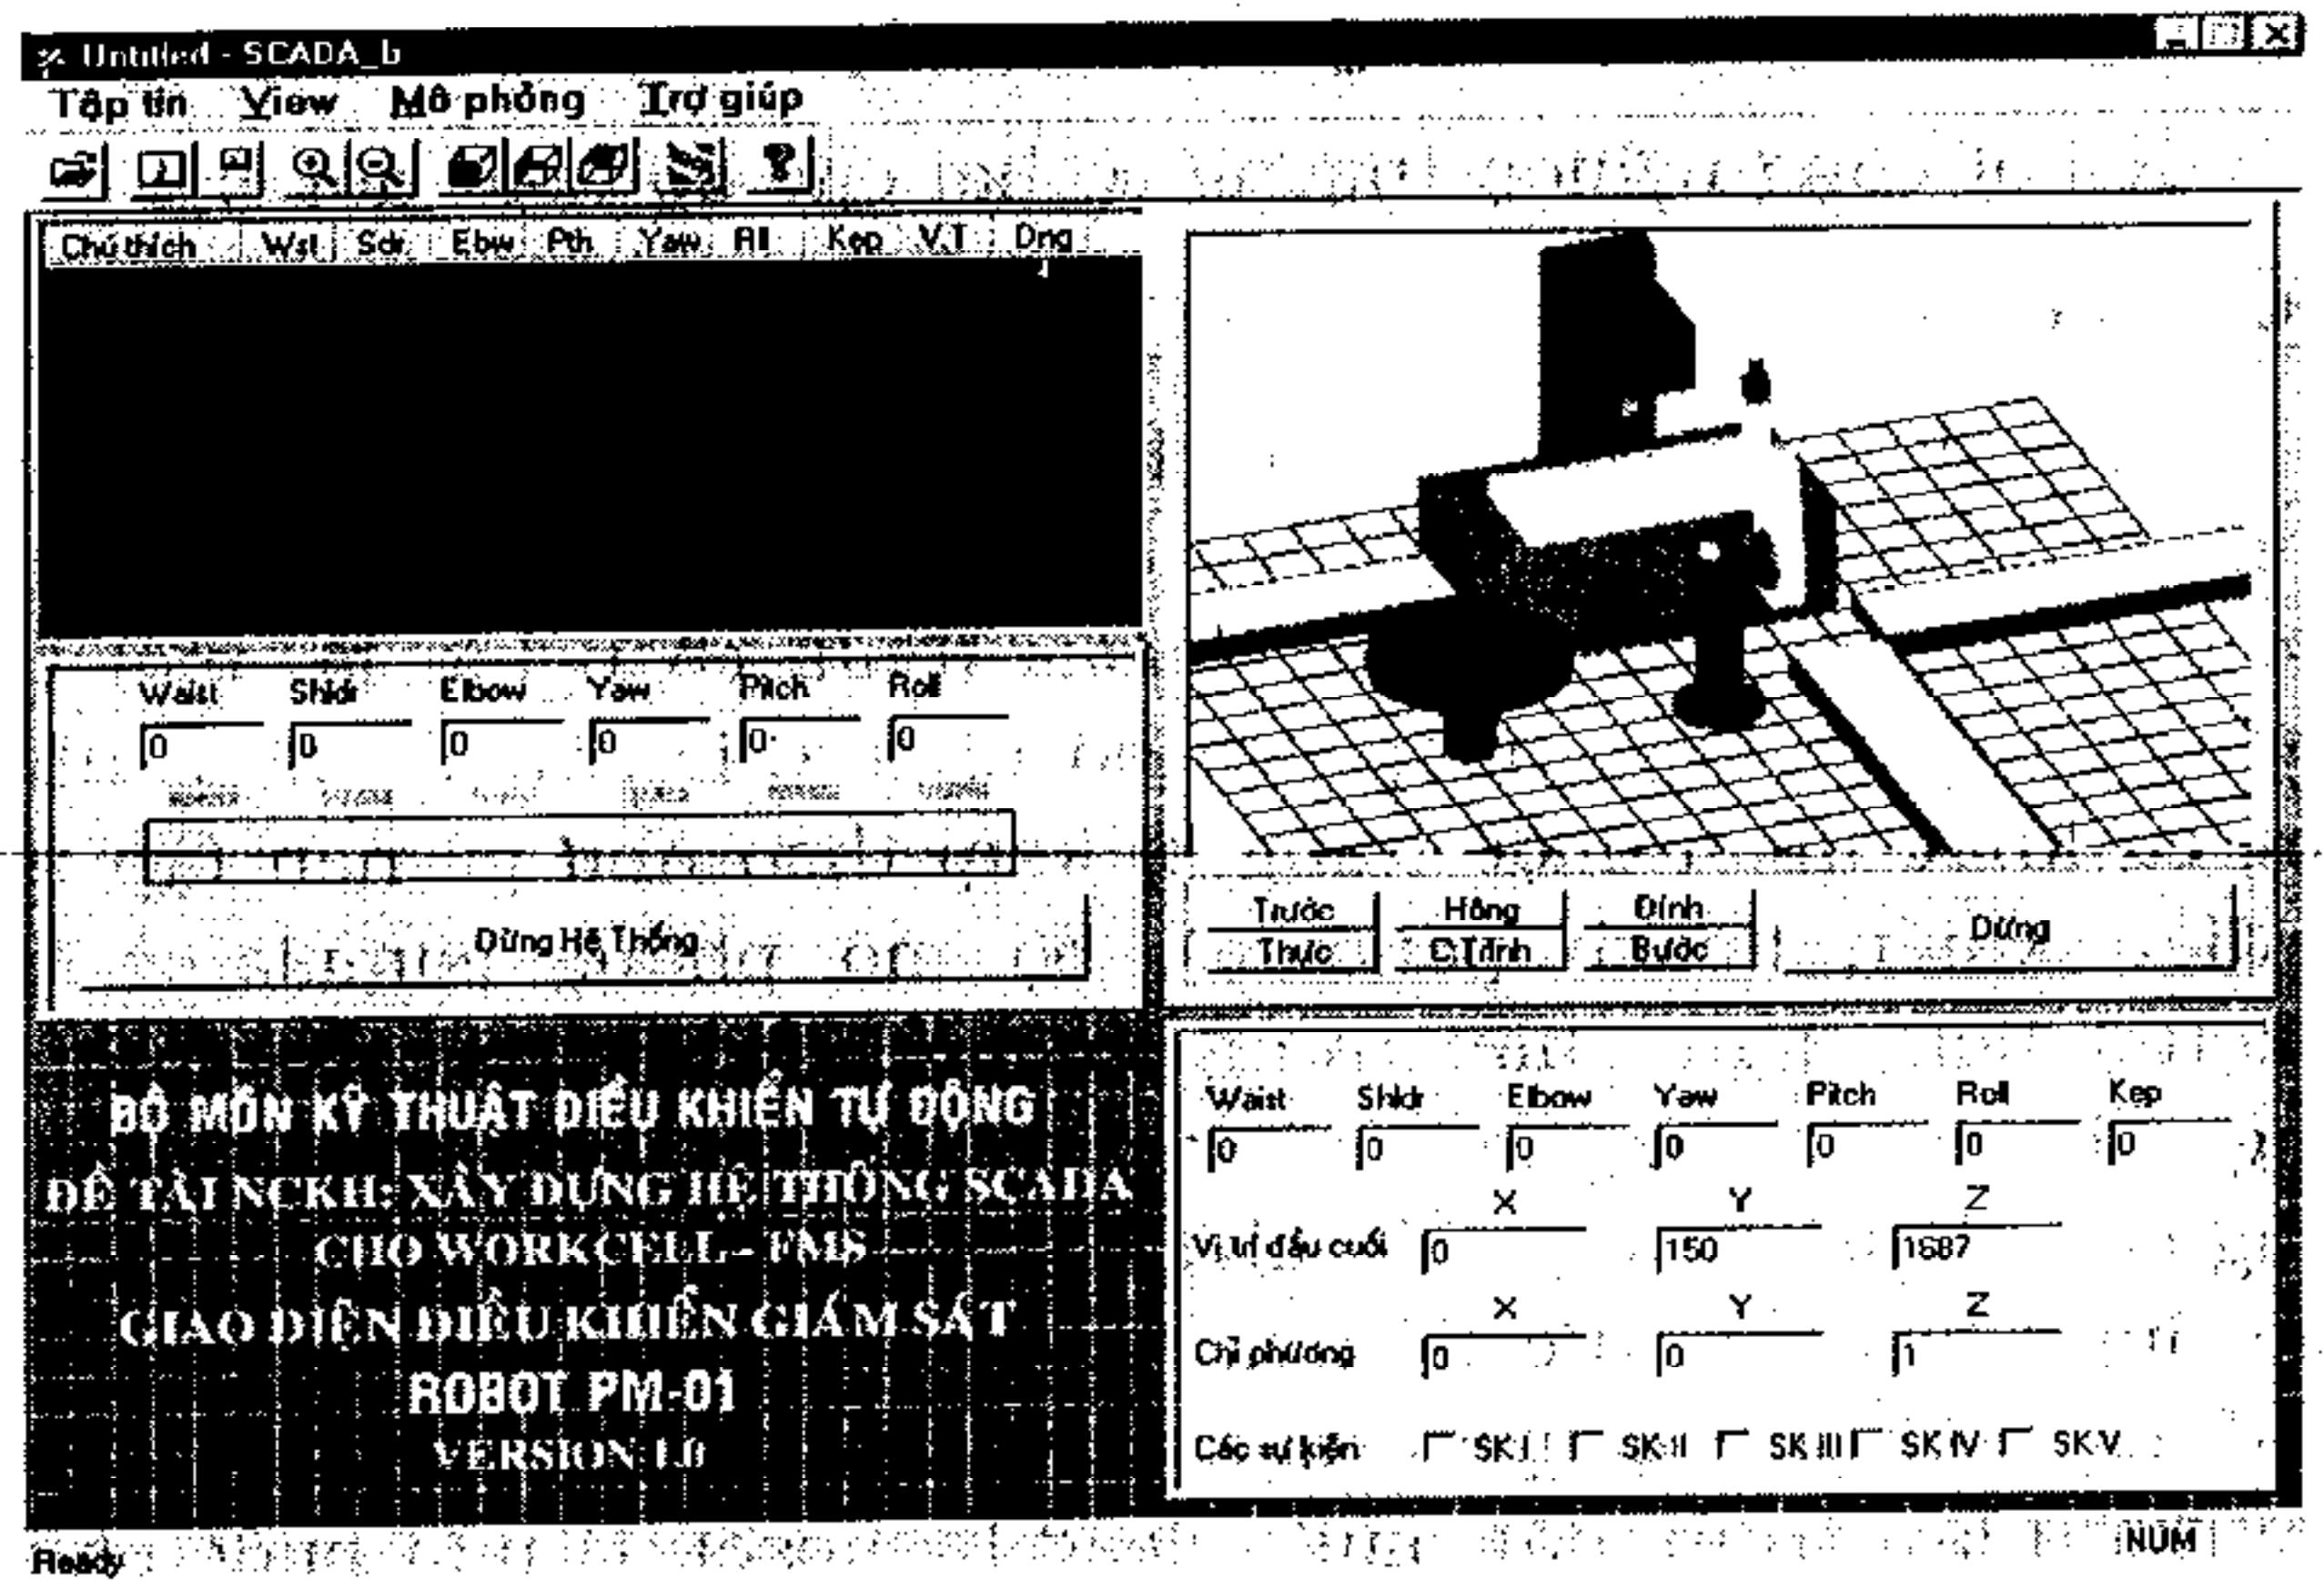 Untitled - SCADA_b
Tập tin View Mô phỏng Trợ giúp
Chú thích Wst Sdr Ebw Pth Yaw Rll Kẹp V.T Dng
Waist Shldr Elbow Yaw Pitch Roll
0 0 0 0 0 0
Dừng Hệ Thống
Trước Hông Đỉnh Dừng
Thực C.Trình Bước
BỘ MÔN KỸ THUẬT ĐIỀU KHIỂN TỰ ĐỘNG
ĐỀ TÀI NCKH: XÂY DỰNG HỆ THỐNG SCADA
CHO WORKCELL - FMS
GIAO DIỆN ĐIỀU KHIỂN GIÁM SÁT
ROBOT PM-01
VERSION 1.0
Waist Shldr Elbow Yaw Pitch Roll Kẹp
0 0 0 0 0 0 0
X Y Z
Vị trí đầu cuối 0 150 1687
X Y Z
Chỉ phương 0 0 1
Các sự kiện SK I SK II SK III SK IV SK V
Ready NUM